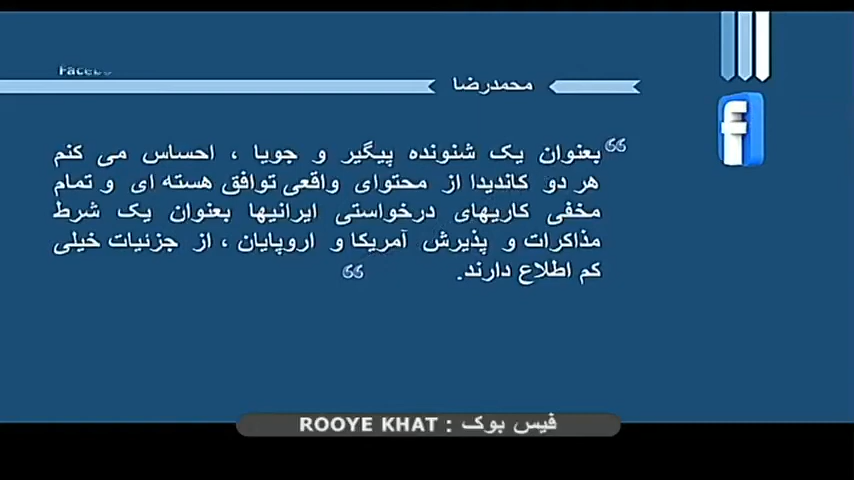 محمدرضا
بعنوان یک شنونده پیگیر و جویا ، احساس می کنم
هر دو کاندیدا از محتوای واقعی توافق هسته ای و تمام
مخفی کاریهای درخواستی ایرانیها بعنوان یک شرط
مذاکرات و پذیرش آمریکا و اروپایان ، از جزئیات خیلی
کم اطلاع دارند.
فیس بوک : ROOYE KHAT